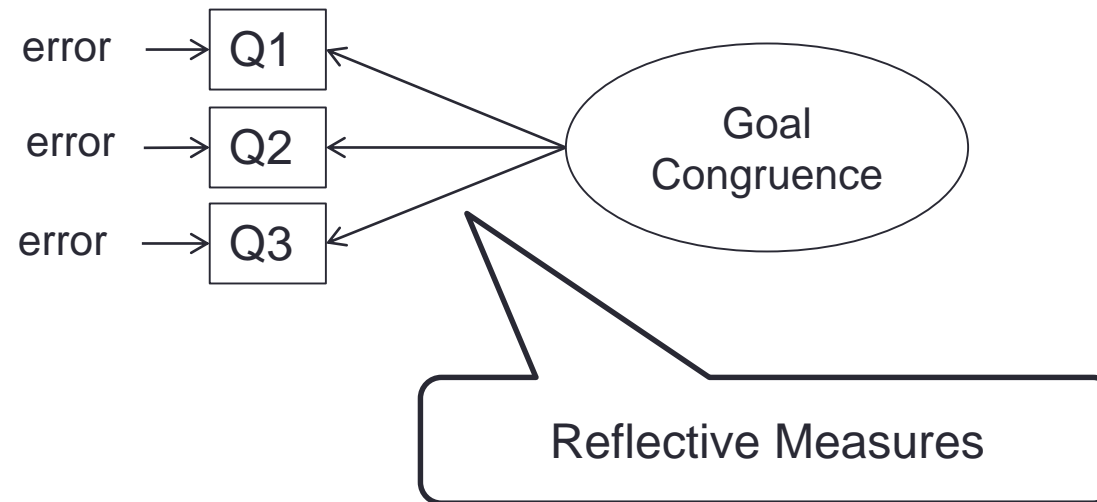 error Q1
error Q2
error Q3
Goal
Congruence
Reflective Measures